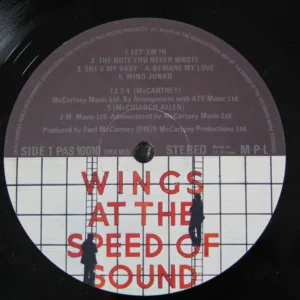 1 LET 'EM IN
2. THE NOTE YOU NEVER WROTE
3. SHE'S MY BABY 4. BEWARE MY LOVE
5. WINO JUNKO
1.2.3.4. (McCARTNEY)
McCartney Music Ltd. By Arrangement with ATV Music Ltd.
5 (McCULLOCH, ALLEN)
J.M. Music Ltd. Administered by McCartney Music Ltd.
Produced by Paul McCartney ℗1976 McCartney Productions Ltd.
SIDE 1 PAS 10010 STEREO MPL
WINGS
AT THE
SPEED OF
SOUND